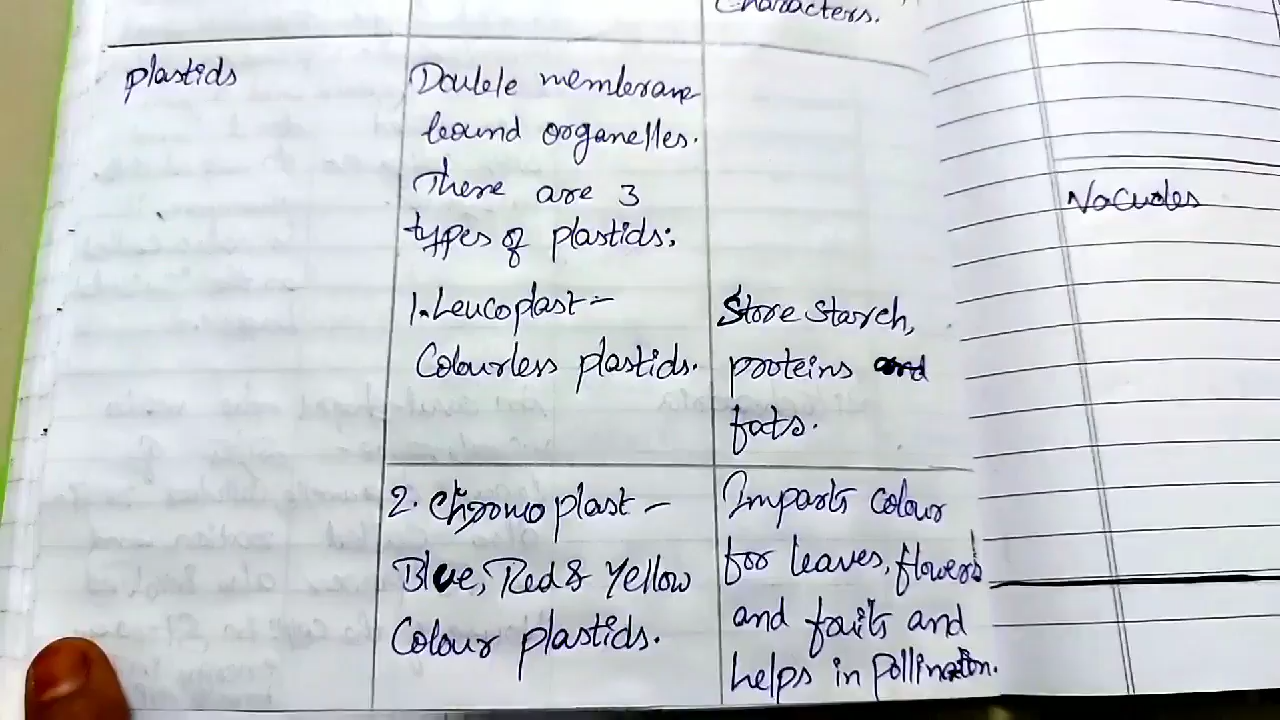 Characters.
plastids
Double membrane
bound organelles.
There are 3
types of plastids:
1. Leucoplast -
Colourless plastids.
Store starch,
proteins and
fats.
2. Chromoplast -
Blue, Red & Yellow
Colour plastids.
Imparts colour
for leaves, flowers
and fruits and
helps in pollination.
Vacuoles